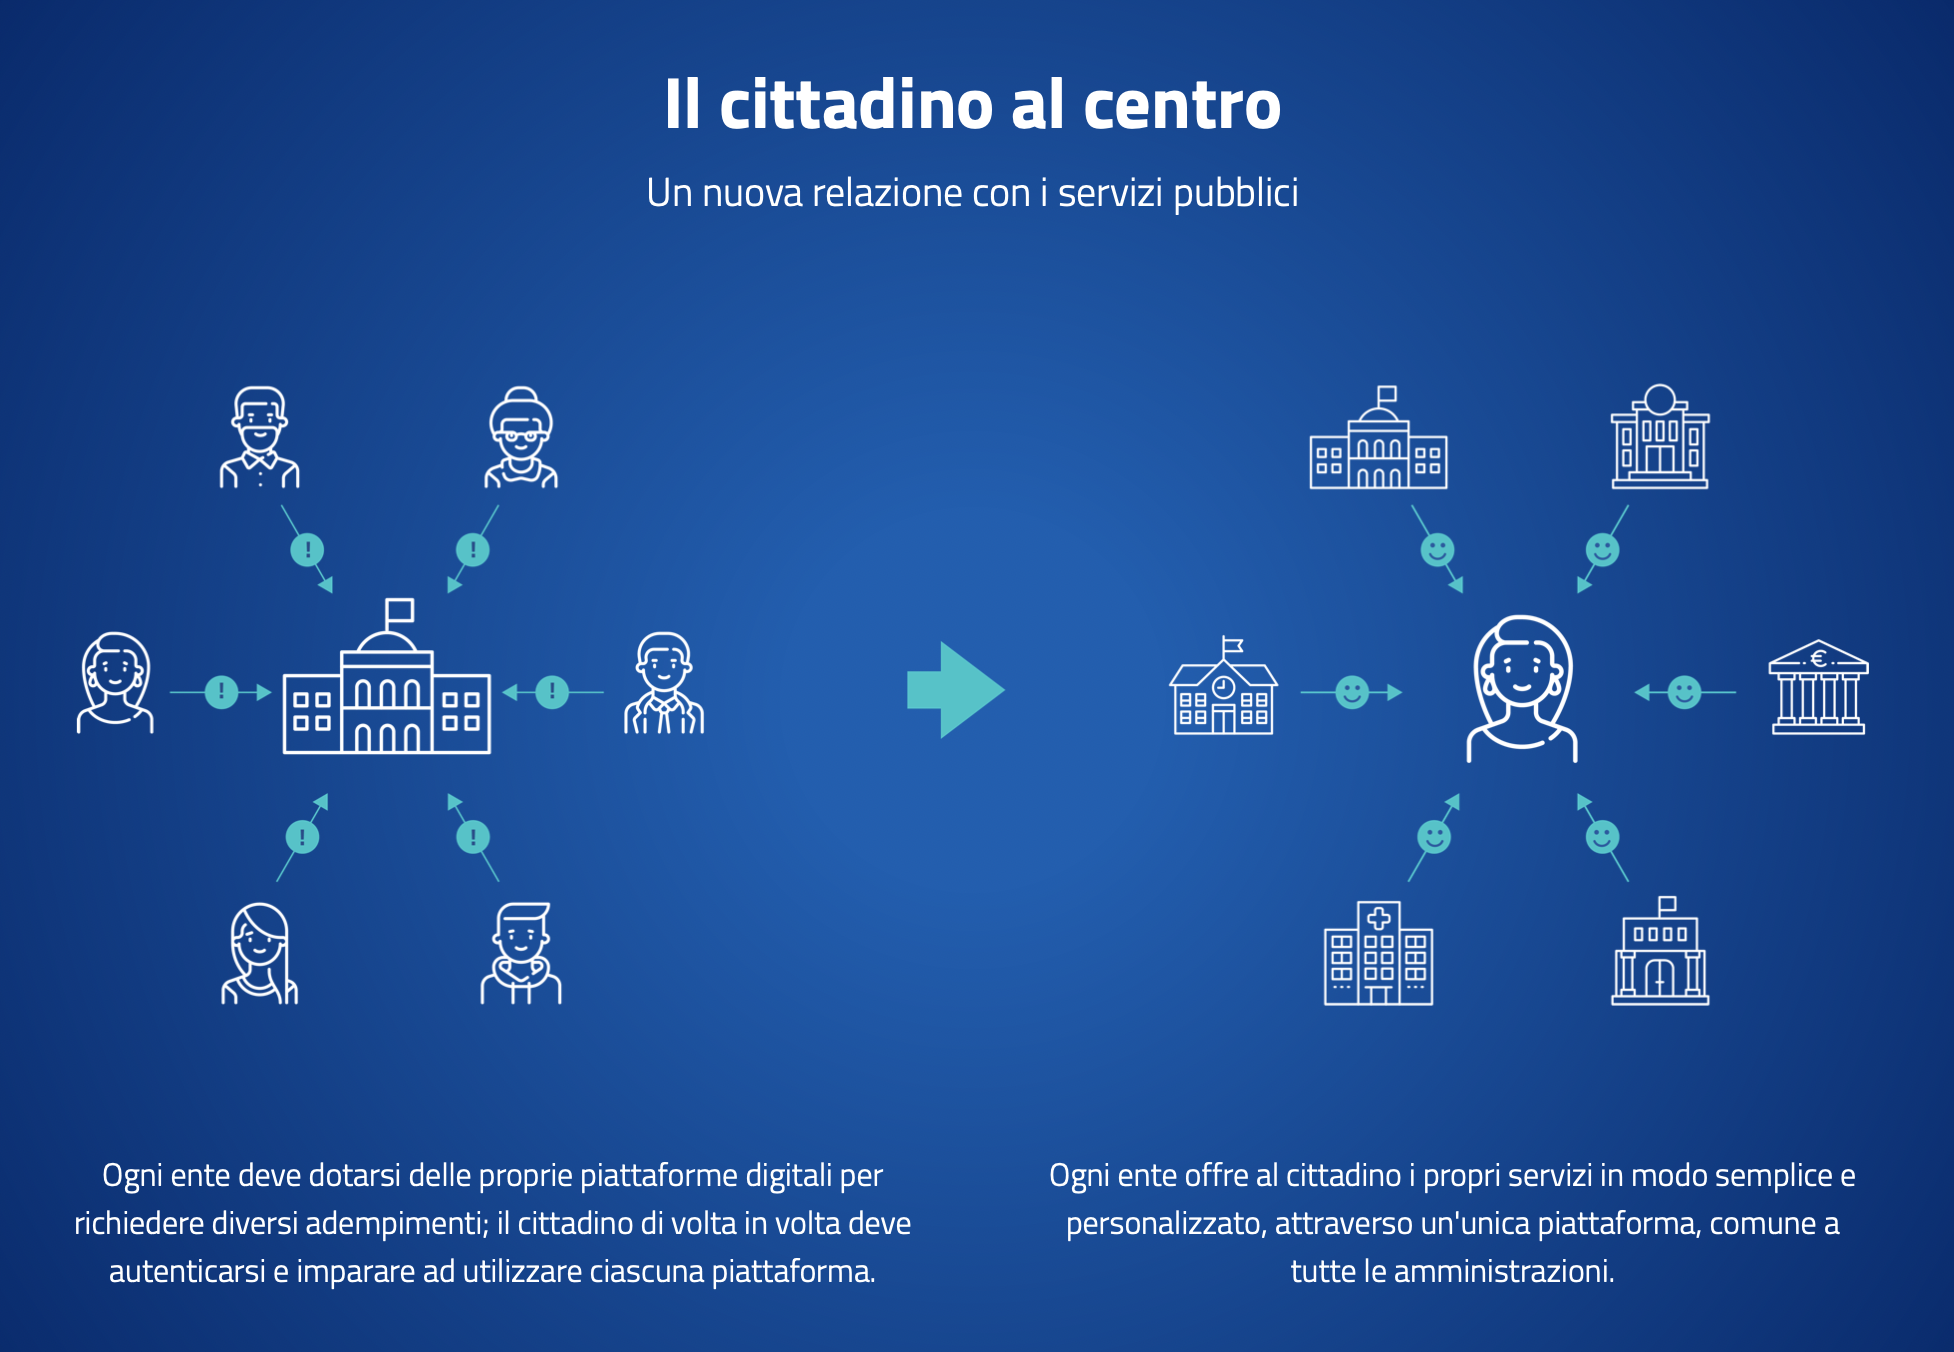 Il cittadino al centro
Un nuova relazione con i servizi pubblici
!
!
!
!
!
!
€
Ogni ente deve dotarsi delle proprie piattaforme digitali per
richiedere diversi adempimenti; il cittadino di volta in volta deve
autenticarsi e imparare ad utilizzare ciascuna piattaforma.
Ogni ente offre al cittadino i propri servizi in modo semplice e
personalizzato, attraverso un'unica piattaforma, comune a
tutte le amministrazioni.